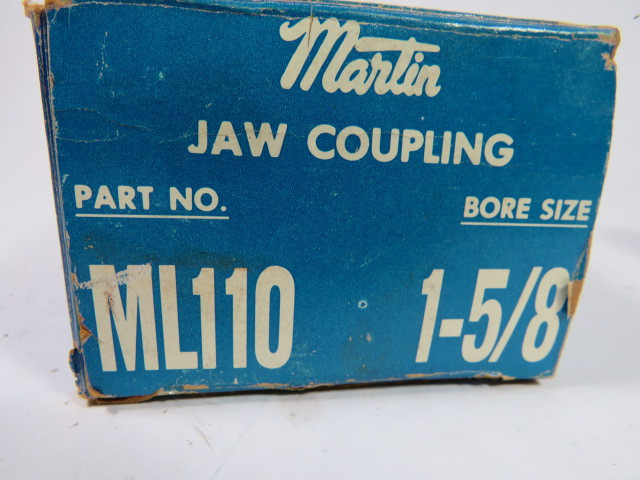 Martin
JAW COUPLING
PART NO. BORE SIZE
ML110 1-5/8